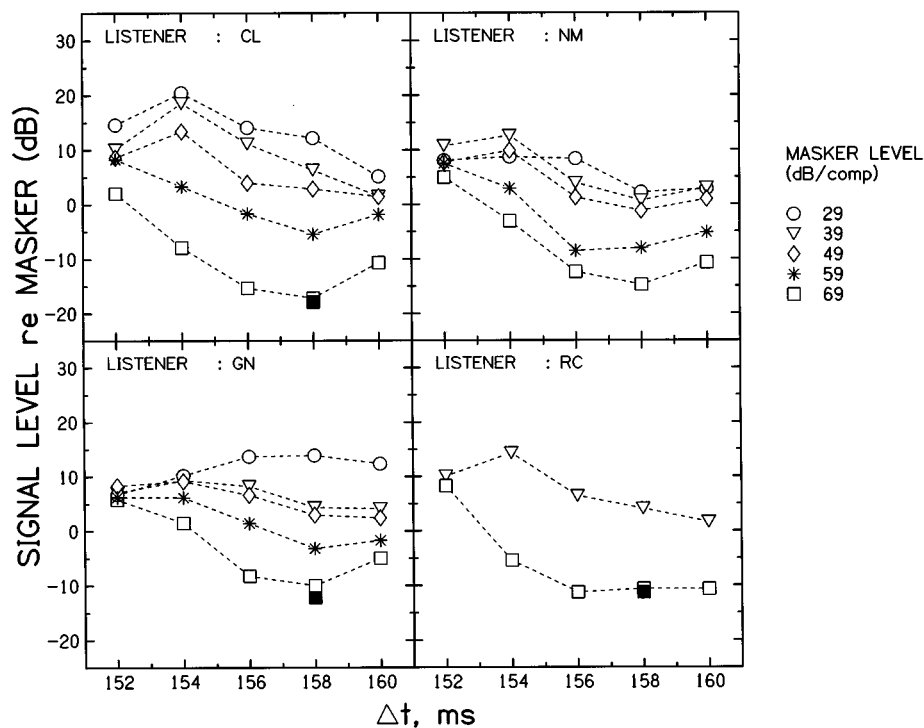 LISTENER : CL
LISTENER : NM
30
20
10
0
-10
-20
MASKER LEVEL
(dB/comp)
29
39
49
59
69
SIGNAL LEVEL re MASKER (dB)
LISTENER : GN
LISTENER : RC
30
20
10
0
-10
-20
152 154 156 158 160 152 154 156 158 160
△t, ms